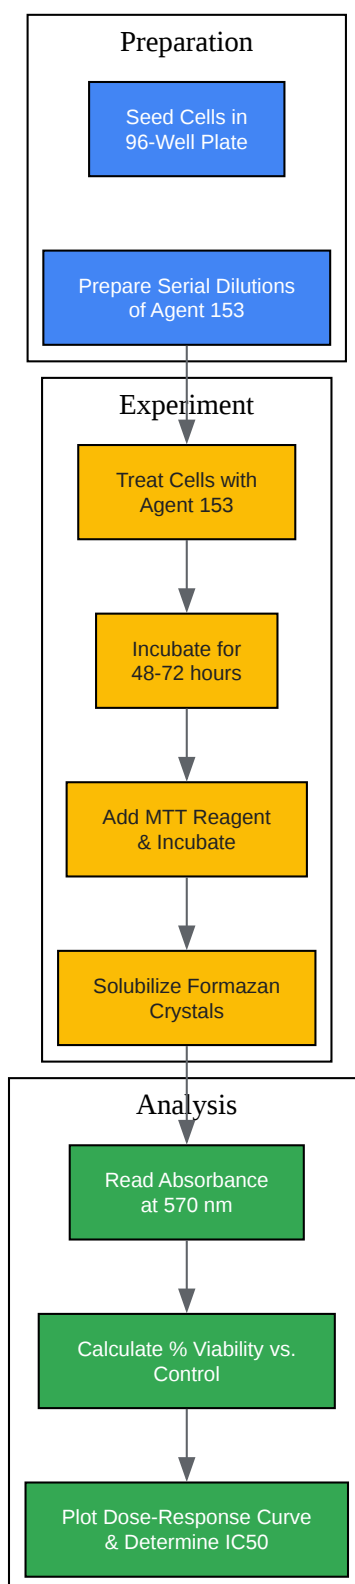 Preparation
Seed Cells in
96-Well Plate
Prepare Serial Dilutions
of Agent 153
Experiment
Treat Cells with
Agent 153
Incubate for
48-72 hours
Add MTT Reagent
& Incubate
Solubilize Formazan
Crystals
Analysis
Read Absorbance
at 570 nm
Calculate % Viability vs.
Control
Plot Dose-Response Curve
& Determine IC50